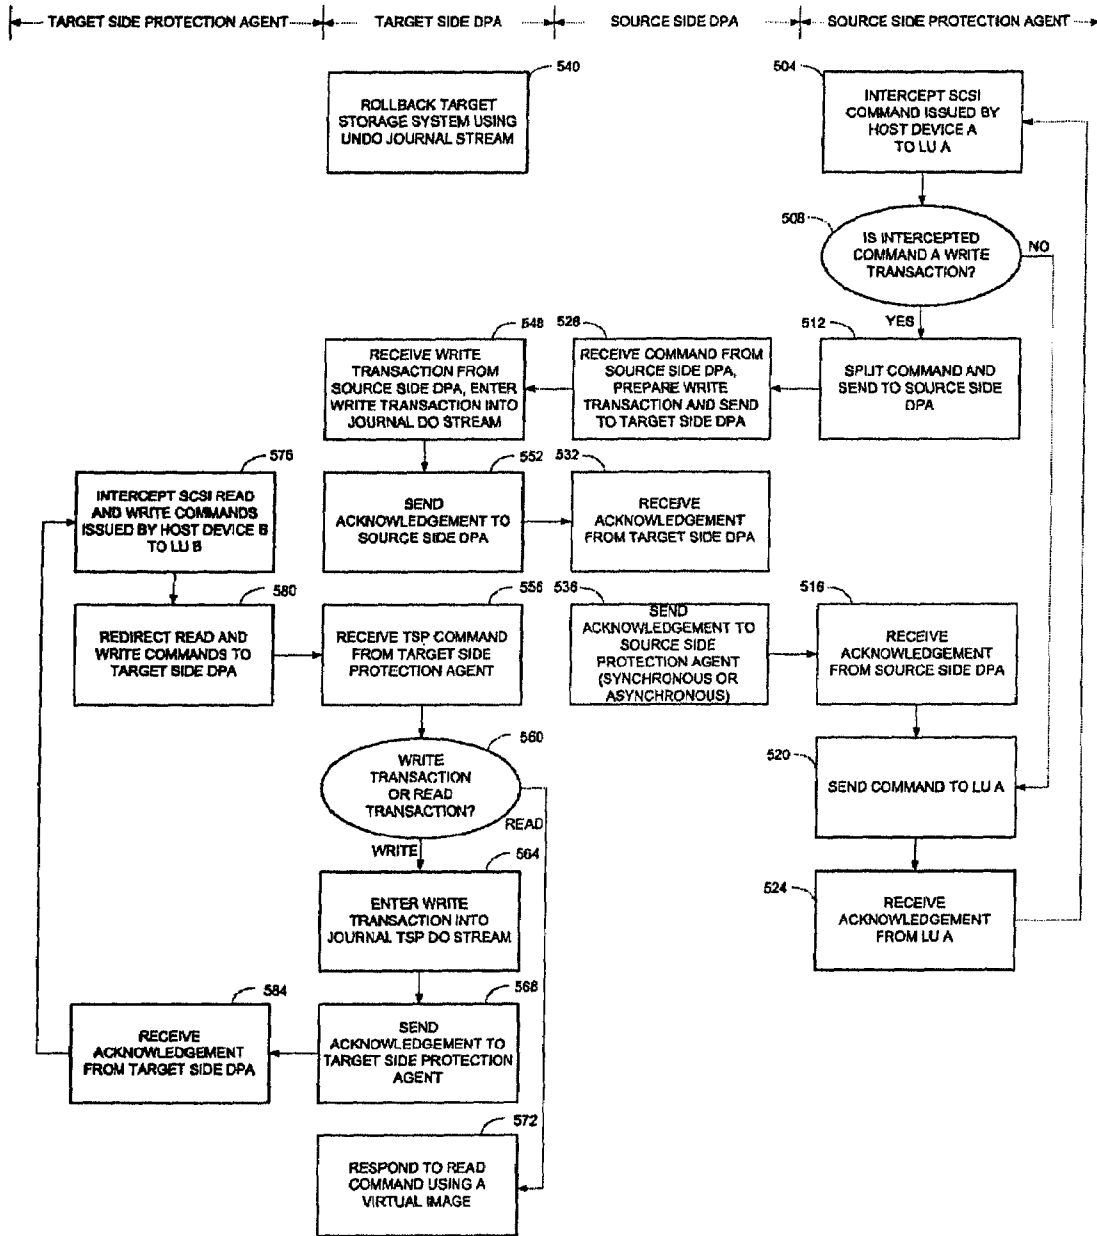 TARGET SIDE PROTECTION AGENT
TARGET SIDE DPA
SOURCE SIDE DPA
SOURCE SIDE PROTECTION AGENT
540
ROLLBACK TARGET
STORAGE SYSTEM USING
UNDO JOURNAL STREAM
504
INTERCEPT SCSI
COMMAND ISSUED BY
HOST DEVICE A
TO LU A
508
IS INTERCEPTED
COMMAND A WRITE
TRANSACTION?
NO
YES
548
RECEIVE WRITE
TRANSACTION FROM
SOURCE SIDE DPA, ENTER
WRITE TRANSACTION INTO
JOURNAL DO STREAM
528
RECEIVE COMMAND FROM
SOURCE SIDE DPA,
PREPARE WRITE
TRANSACTION AND SEND
TO TARGET SIDE DPA
512
SPLIT COMMAND AND
SEND TO SOURCE SIDE
DPA
576
INTERCEPT SCSI READ
AND WRITE COMMANDS
ISSUED BY HOST DEVICE B
TO LU B
552
SEND
ACKNOWLEDGEMENT TO
SOURCE SIDE DPA
532
RECEIVE
ACKNOWLEDGEMENT
FROM TARGET SIDE DPA
580
REDIRECT READ AND
WRITE COMMANDS TO
TARGET SIDE DPA
556
RECEIVE TSP COMMAND
FROM TARGET SIDE
PROTECTION AGENT
536
SEND
ACKNOWLEDGEMENT TO
SOURCE SIDE
PROTECTION AGENT
(SYNCHRONOUS OR
ASYNCHRONOUS)
516
RECEIVE
ACKNOWLEDGEMENT
FROM SOURCE SIDE DPA
560
WRITE
TRANSACTION
OR READ
TRANSACTION?
READ
WRITE
520
SEND COMMAND TO LU A
564
ENTER WRITE
TRANSACTION INTO
JOURNAL TSP DO STREAM
524
RECEIVE
ACKNOWLEDGEMENT
FROM LU A
584
RECEIVE
ACKNOWLEDGEMENT
FROM TARGET SIDE DPA
568
SEND
ACKNOWLEDGEMENT TO
TARGET SIDE PROTECTION
AGENT
572
RESPOND TO READ
COMMAND USING A
VIRTUAL IMAGE